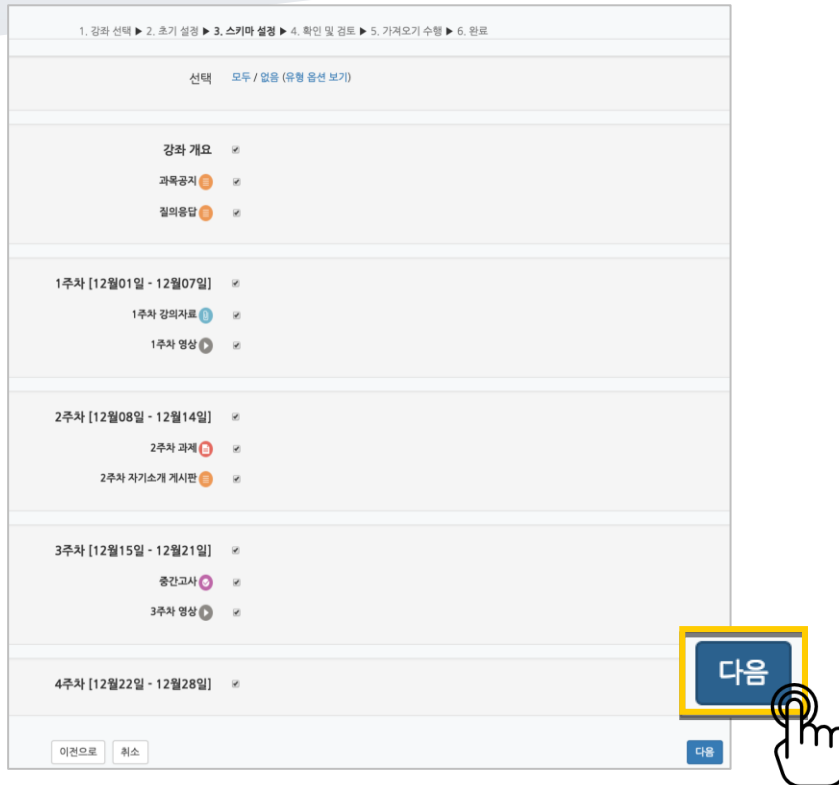 1. 강좌 선택 ▶ 2. 초기 설정 ▶ 3. 스키마 설정 ▶ 4. 확인 및 검토 ▶ 5. 가져오기 수행 ▶ 6. 완료
선택 모두 / 없음 (유형 옵션 보기)
강좌 개요
과목공지
질의응답
1주차 [12월01일 - 12월07일]
1주차 강의자료
1주차 영상
2주차 [12월08일 - 12월14일]
2주차 과제
2주차 자기소개 게시판
3주차 [12월15일 - 12월21일]
중간고사
3주차 영상
4주차 [12월22일 - 12월28일]
다음
이전으로 취소 다음